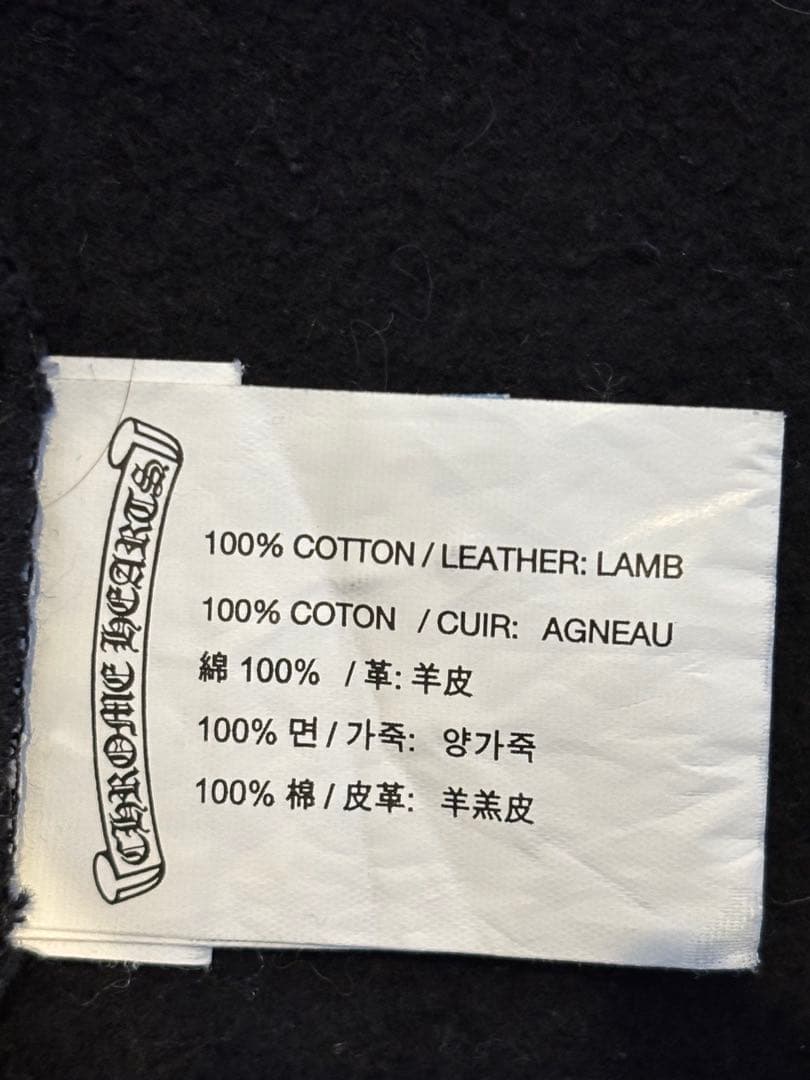 CHROME HEARTS
100% COTTON / LEATHER: LAMB
100% COTON / CUIR: AGNEAU
綿 100% / 革: 羊皮
100% 면 / 가죽: 양가죽
100% 棉 / 皮革: 羊羔皮